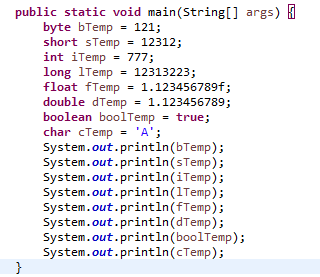 public static void main(String[] args) {
byte bTemp = 121;
short sTemp = 12312;
int iTemp = 777;
long lTemp = 12313223;
float fTemp = 1.123456789f;
double dTemp = 1.123456789;
boolean boolTemp = true;
char cTemp = 'A';
System.out.println(bTemp);
System.out.println(sTemp);
System.out.println(iTemp);
System.out.println(lTemp);
System.out.println(fTemp);
System.out.println(dTemp);
System.out.println(boolTemp);
System.out.println(cTemp);
}